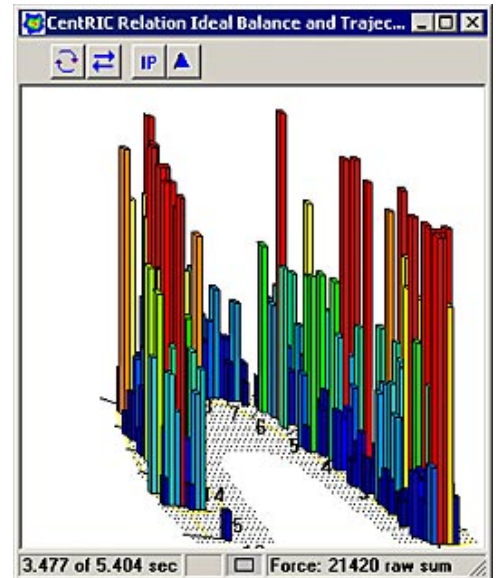 CentRIC Relation Ideal Balance and Trajec...
IP
7
6
5
4
4
5
3.477 of 5.404 sec
Force: 21420 raw sum